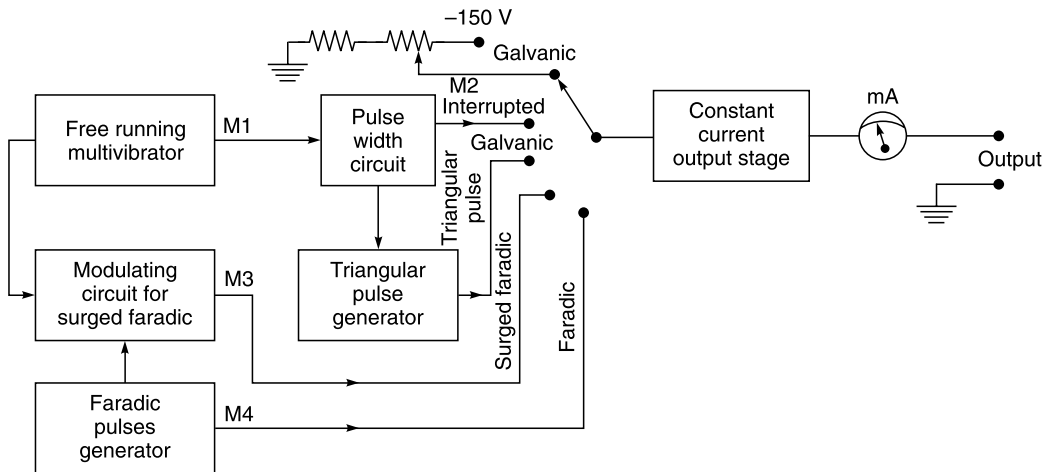 –150 V
Galvanic
M2
Interrupted
Galvanic
Free running
multivibrator
M1
Pulse
width
circuit
Constant
current
output stage
mA
Output
Triangular
pulse
Modulating
circuit for
surged faradic
M3
Triangular
pulse
generator
Surged faradic
Faradic
Faradic
pulses
generator
M4